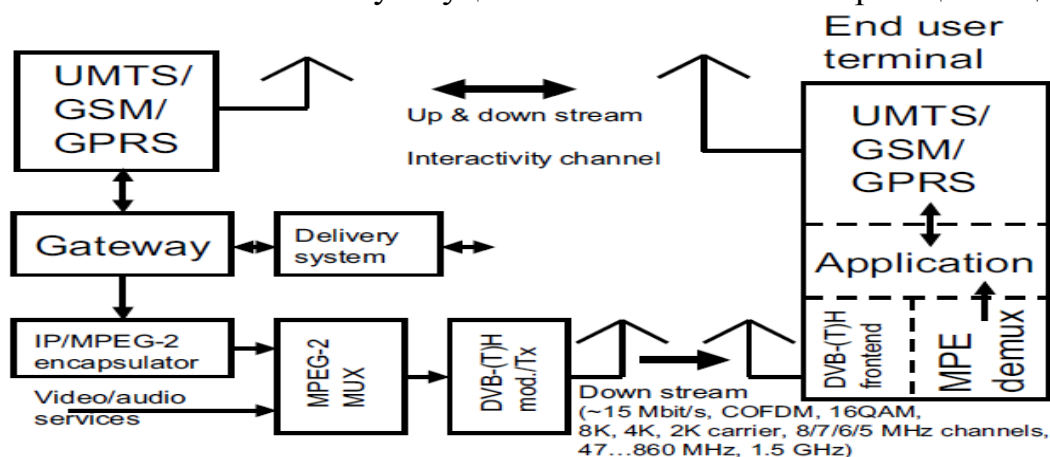 End user
terminal
UMTS/
GSM/
GPRS
Up & down stream
Interactivity channel
UMTS/
GSM/
GPRS
Gateway
Delivery
system
Application
IP/MPEG-2
encapsulator
Video/audio
services
MPEG-2
MUX
DVB-(T)H
mod./Tx
Down stream
(~15 Mbit/s, COFDM, 16QAM,
8K, 4K, 2K carrier, 8/7/6/5 MHz channels,
47...860 MHz, 1.5 GHz)
DVB-(T)H
frontend
MPE
demux